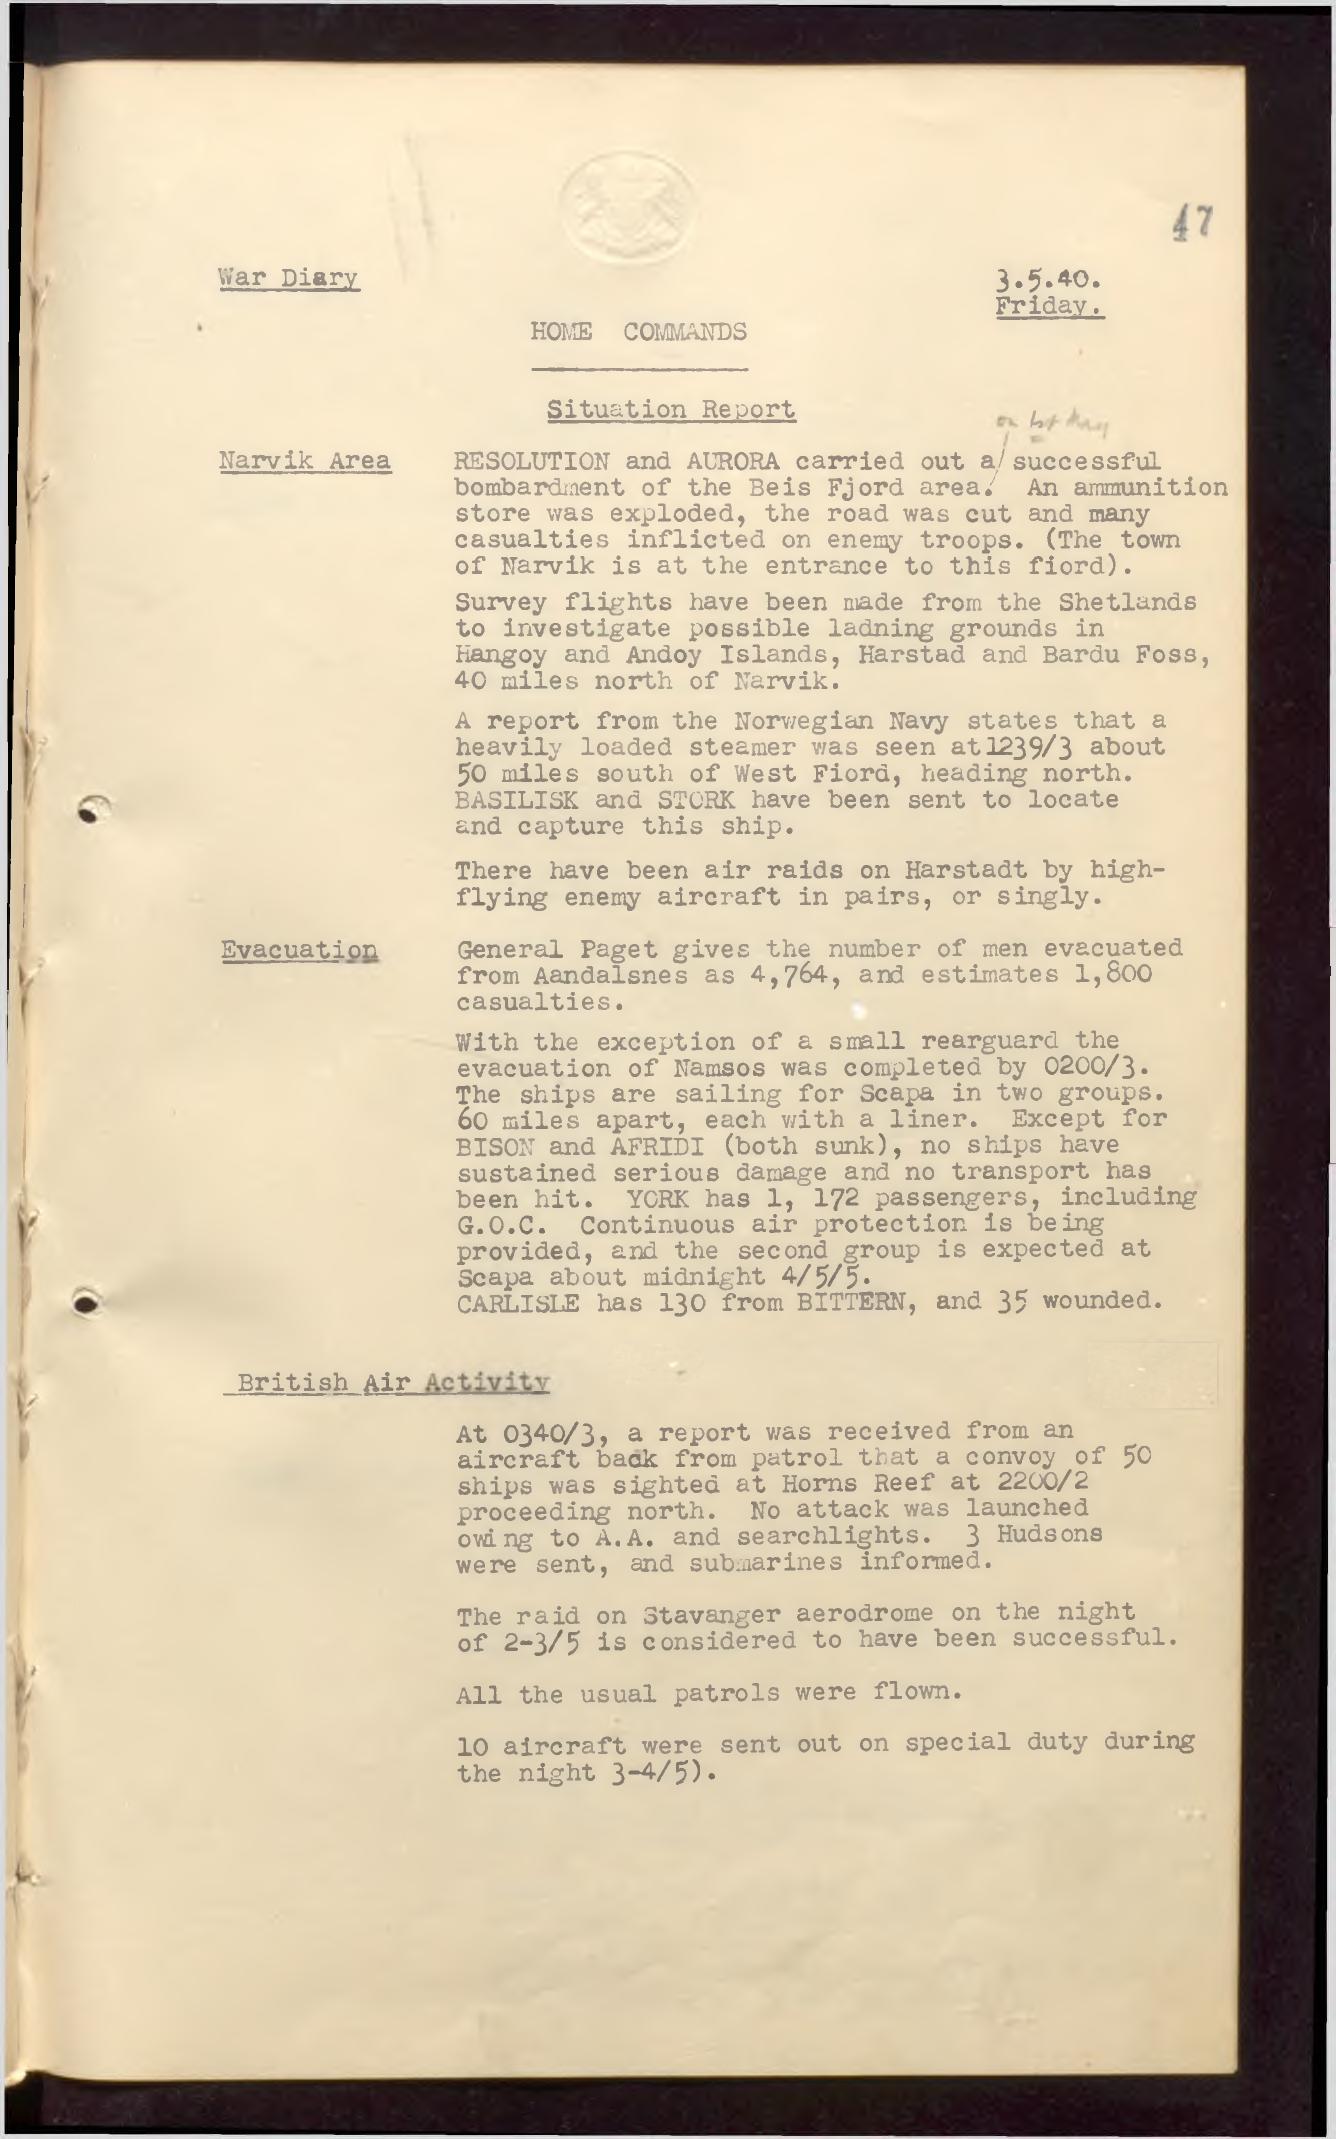 47
War Diary
3.5.40.
Friday.
HOME COMMANDS
Situation Report
on 1st May
Narvik Area
RESOLUTION and AURORA carried out a/ successful
bombardment of the Beis Fjord area. An ammunition
store was exploded, the road was cut and many
casualties inflicted on enemy troops. (The town
of Narvik is at the entrance to this fiord).
Survey flights have been made from the Shetlands
to investigate possible ladning grounds in
Hangoy and Andoy Islands, Harstad and Bardu Foss,
40 miles north of Narvik.
A report from the Norwegian Navy states that a
heavily loaded steamer was seen at 1239/3 about
50 miles south of West Fiord, heading north.
BASILISK and STORK have been sent to locate
and capture this ship.
There have been air raids on Harstadt by high-
flying enemy aircraft in pairs, or singly.
Evacuation
General Paget gives the number of men evacuated
from Aandalsnes as 4,764, and estimates 1,800
casualties.
With the exception of a small rearguard the
evacuation of Namsos was completed by 0200/3.
The ships are sailing for Scapa in two groups.
60 miles apart, each with a liner. Except for
BISON and AFRIDI (both sunk), no ships have
sustained serious damage and no transport has
been hit. YORK has 1, 172 passengers, including
G.O.C. Continuous air protection is being
provided, and the second group is expected at
Scapa about midnight 4/5/5.
CARLISLE has 130 from BITTERN, and 35 wounded.
British Air Activity
At 0340/3, a report was received from an
aircraft back from patrol that a convoy of 50
ships was sighted at Horns Reef at 2200/2
proceeding north. No attack was launched
owing to A.A. and searchlights. 3 Hudsons
were sent, and submarines informed.
The raid on Stavanger aerodrome on the night
of 2-3/5 is considered to have been successful.
All the usual patrols were flown.
10 aircraft were sent out on special duty during
the night 3-4/5).